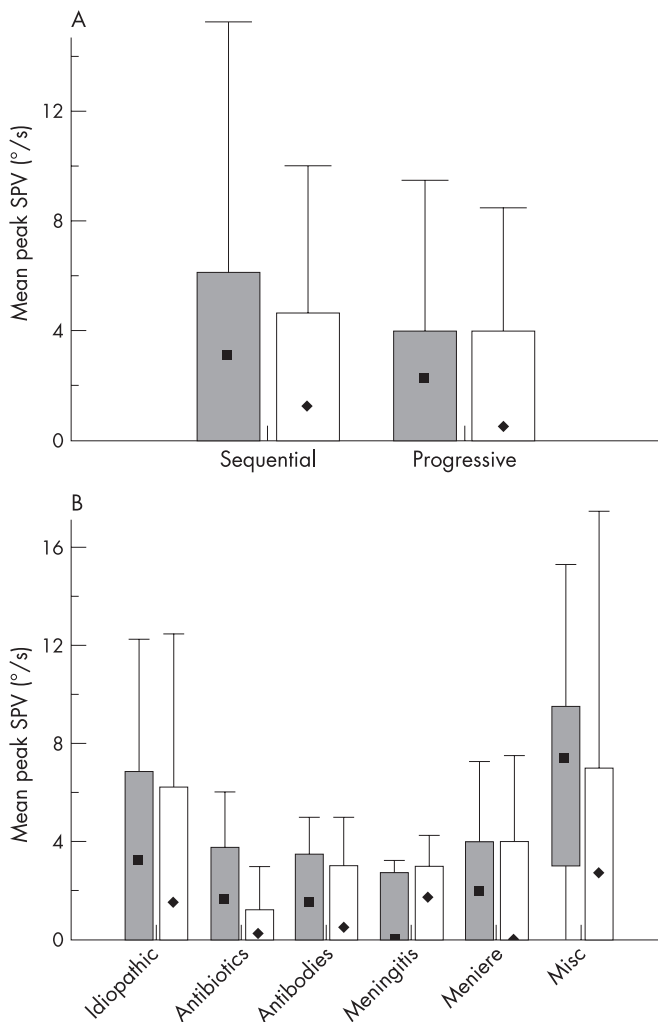 A
Mean peak SPV (°/s)
12
8
4
0
Sequential
Progressive
B
Mean peak SPV (°/s)
16
12
8
4
0
Idiopathic
Antibiotics
Antibodies
Meningitis
Meniere
Misc